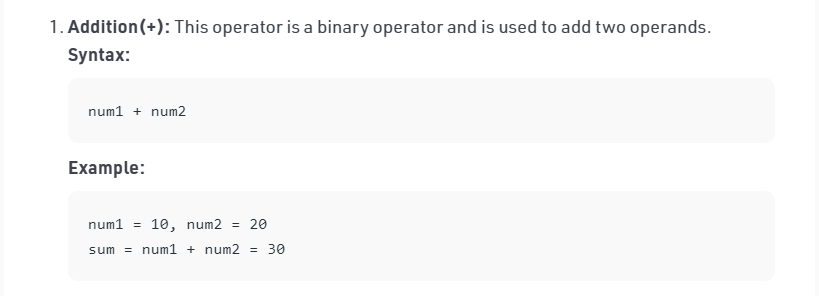 1. Addition(+): This operator is a binary operator and is used to add two operands.
Syntax:
num1 + num2
Example:
num1 = 10, num2 = 20
sum = num1 + num2 = 30